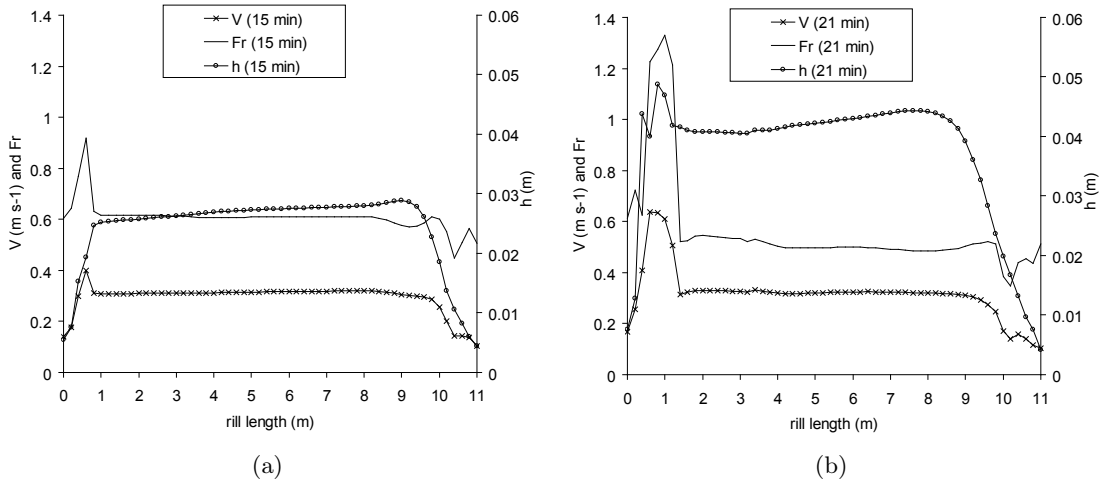 V (15 min)
Fr (15 min)
h (15 min)
1.4
1.2
1
0.8
0.6
0.4
0.2
0
V (m s-1) and Fr
0.06
0.05
0.04
0.03
0.02
0.01
0
h (m)
0 1 2 3 4 5 6 7 8 9 10 11
rill length (m)
(a)
V (21 min)
Fr (21 min)
h (21 min)
1.4
1.2
1
0.8
0.6
0.4
0.2
0
V (m s-1) and Fr
0.06
0.05
0.04
0.03
0.02
0.01
0
h (m)
0 1 2 3 4 5 6 7 8 9 10 11
rill length (m)
(b)